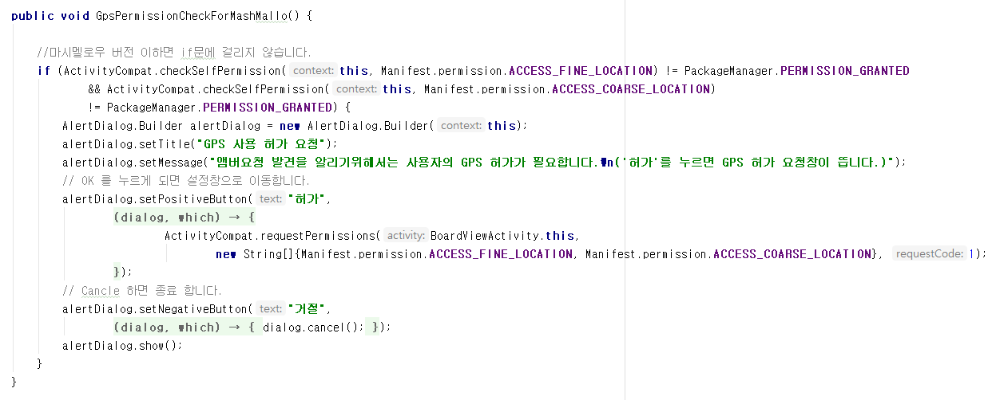 public void GpsPermissionCheckForMashMallo() {
//마시멜로우 버전 이하면 if문에 걸리지 않습니다.
if (ActivityCompat.checkSelfPermission( context: this, Manifest.permission.ACCESS_FINE_LOCATION) != PackageManager.PERMISSION_GRANTED
&& ActivityCompat.checkSelfPermission( context: this, Manifest.permission.ACCESS_COARSE_LOCATION)
!= PackageManager.PERMISSION_GRANTED) {
AlertDialog.Builder alertDialog = new AlertDialog.Builder( context: this);
alertDialog.setTitle("GPS 사용 허가 요청");
alertDialog.setMessage("앰버요청 발견을 알리기위해서는 사용자의 GPS 허가가 필요합니다.₩n('허가'를 누르면 GPS 허가 요청창이 뜹니다.)");
// OK 를 누르게 되면 설정창으로 이동합니다.
alertDialog.setPositiveButton( text: "허가",
(dialog, which) → {
ActivityCompat.requestPermissions( activity: BoardViewActivity.this,
new String[]{Manifest.permission.ACCESS_FINE_LOCATION, Manifest.permission.ACCESS_COARSE_LOCATION}, requestCode: 1);
});
// Cancle 하면 종료 합니다.
alertDialog.setNegativeButton( text: "거절",
(dialog, which) → { dialog.cancel(); });
alertDialog.show();
}
}